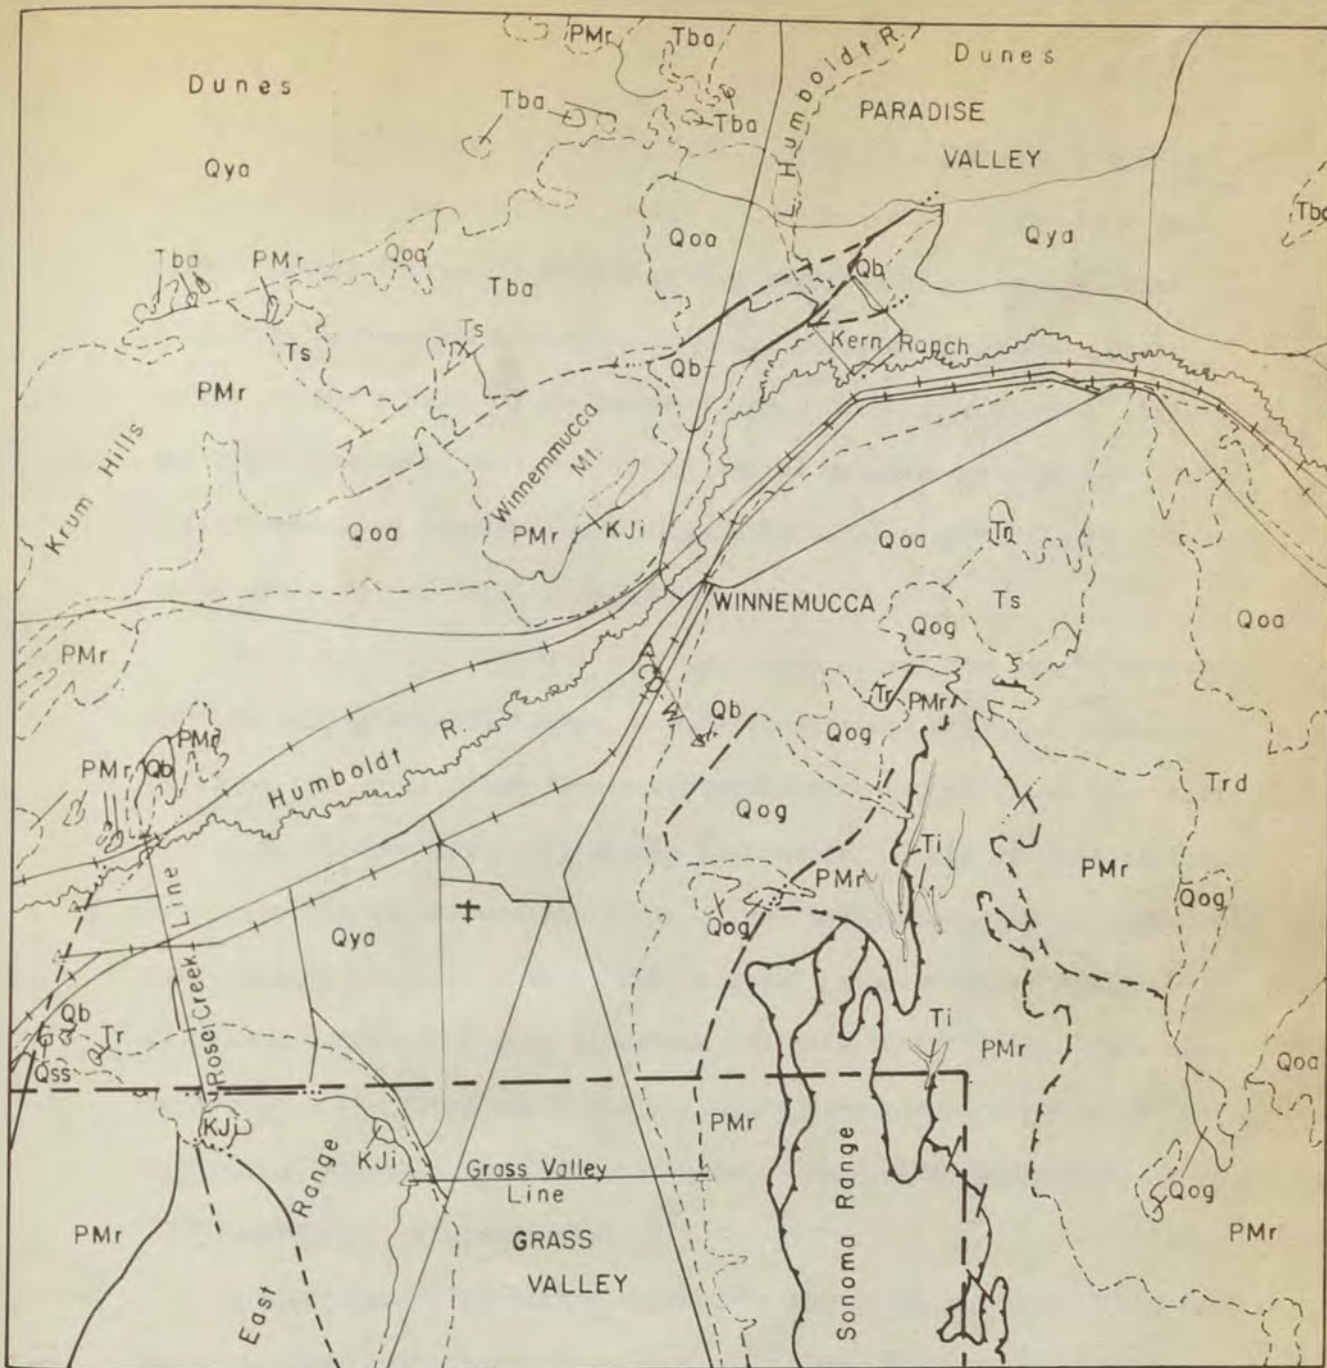 PMr
Tba
L. Humboldt R.
Dunes
Dunes
Tba
Tba
PARADISE
VALLEY
Qya
Qoa
Qoa
Qya
Tba
Tba
PMr
Tba
Qb
Ts
Ts
Kern Ranch
Qb
PMr
Krum Hills
Winnemmucca
Mt.
Qoa
PMr
KJi
Qoa
Tr
Ts
WINNEMUCCA
Qog
Qoa
PMr
Tr
PMr
Qb
Qog
PMr
PMr
Qb
Humboldt R.
Trd
Qog
Ti
PMr
PMr
Qog
Qog
Rose Creek Line
Qya
Qb
Tr
Ti
PMr
Qss
Qoa
KJi
PMr
KJi
Grass Valley
Line
Qog
PMr
East Range
GRASS
VALLEY
Sonoma Range
PMr